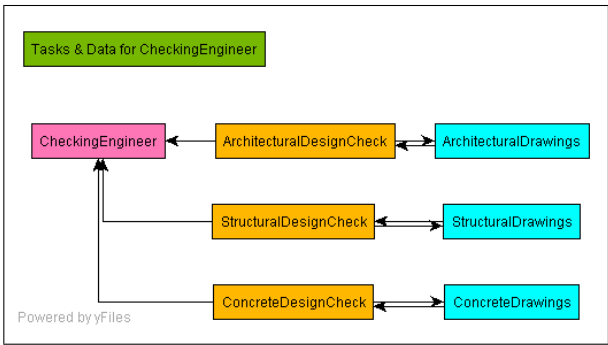 Tasks & Data for CheckingEngineer
CheckingEngineer
ArchitecturalDesignCheck
ArchitecturalDrawings
StructuralDesignCheck
StructuralDrawings
ConcreteDesignCheck
ConcreteDrawings
Powered by yFiles